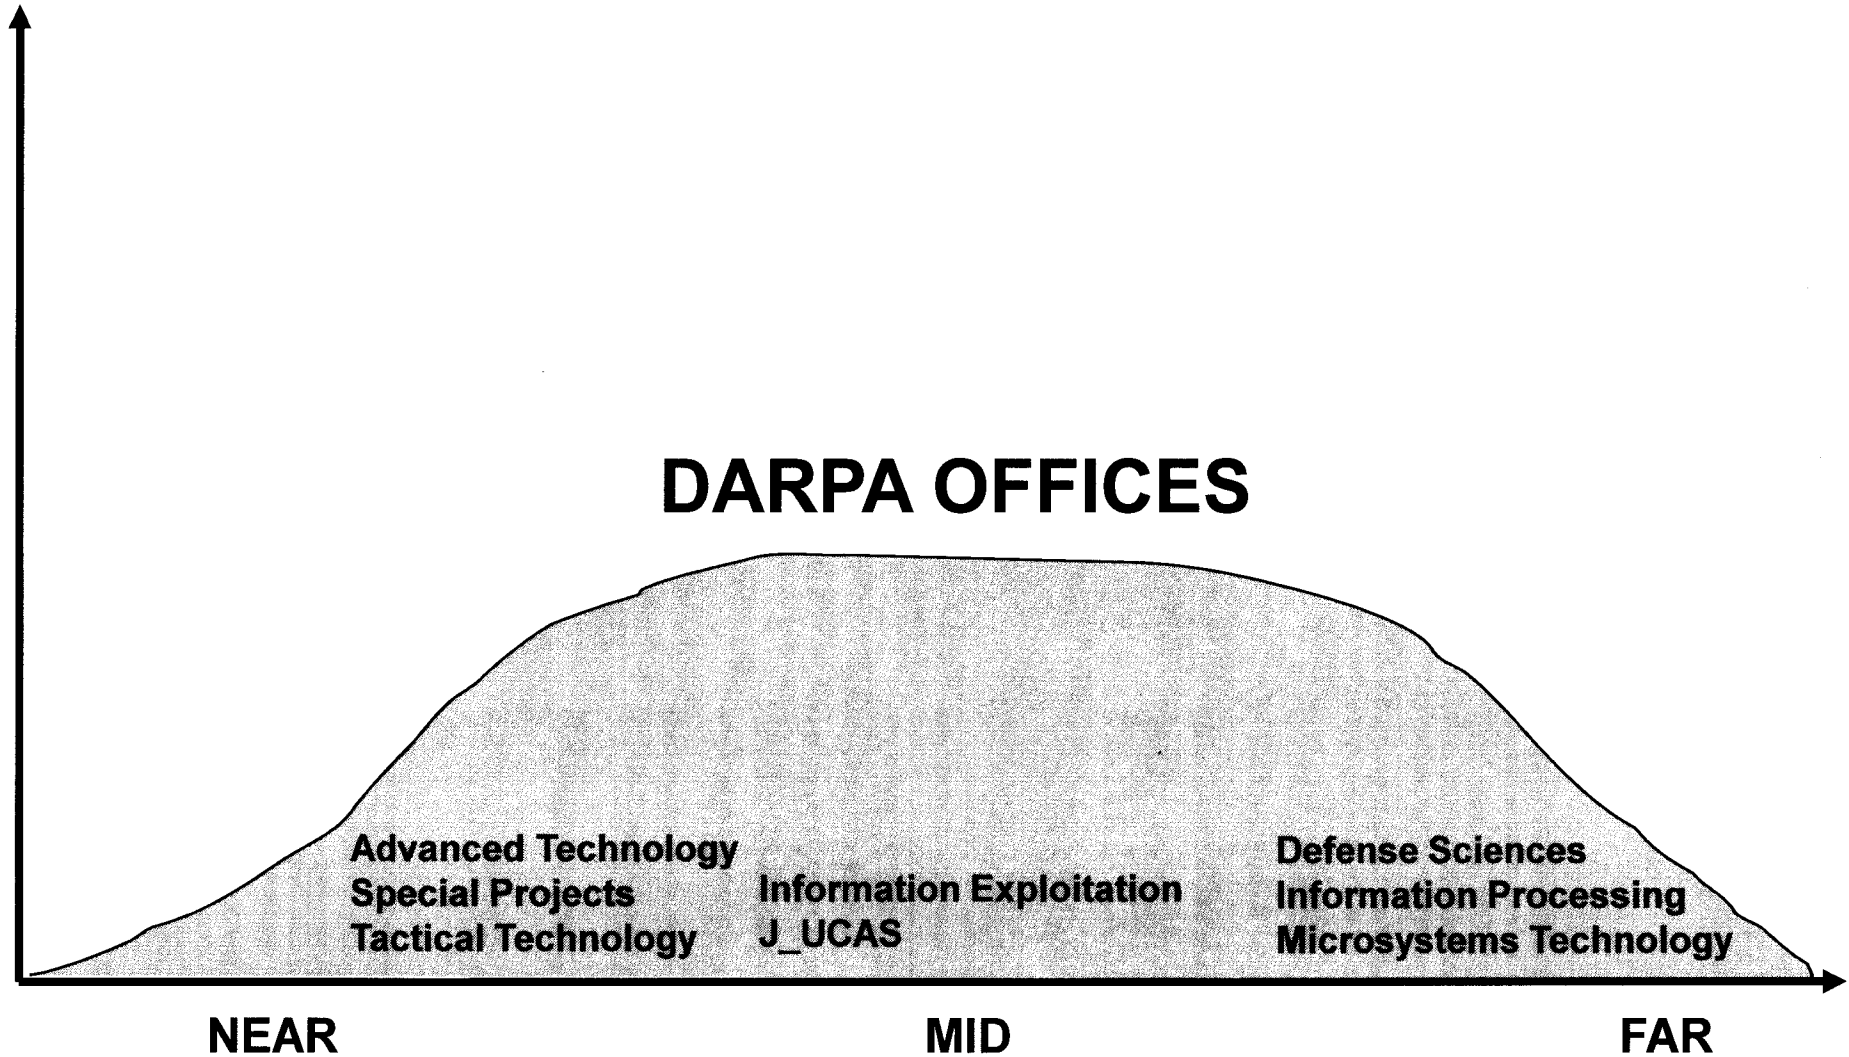 DARPA OFFICES
Advanced Technology
Special Projects
Tactical Technology
Information Exploitation
J_UCAS
Defense Sciences
Information Processing
Microsystems Technology
NEAR
MID
FAR